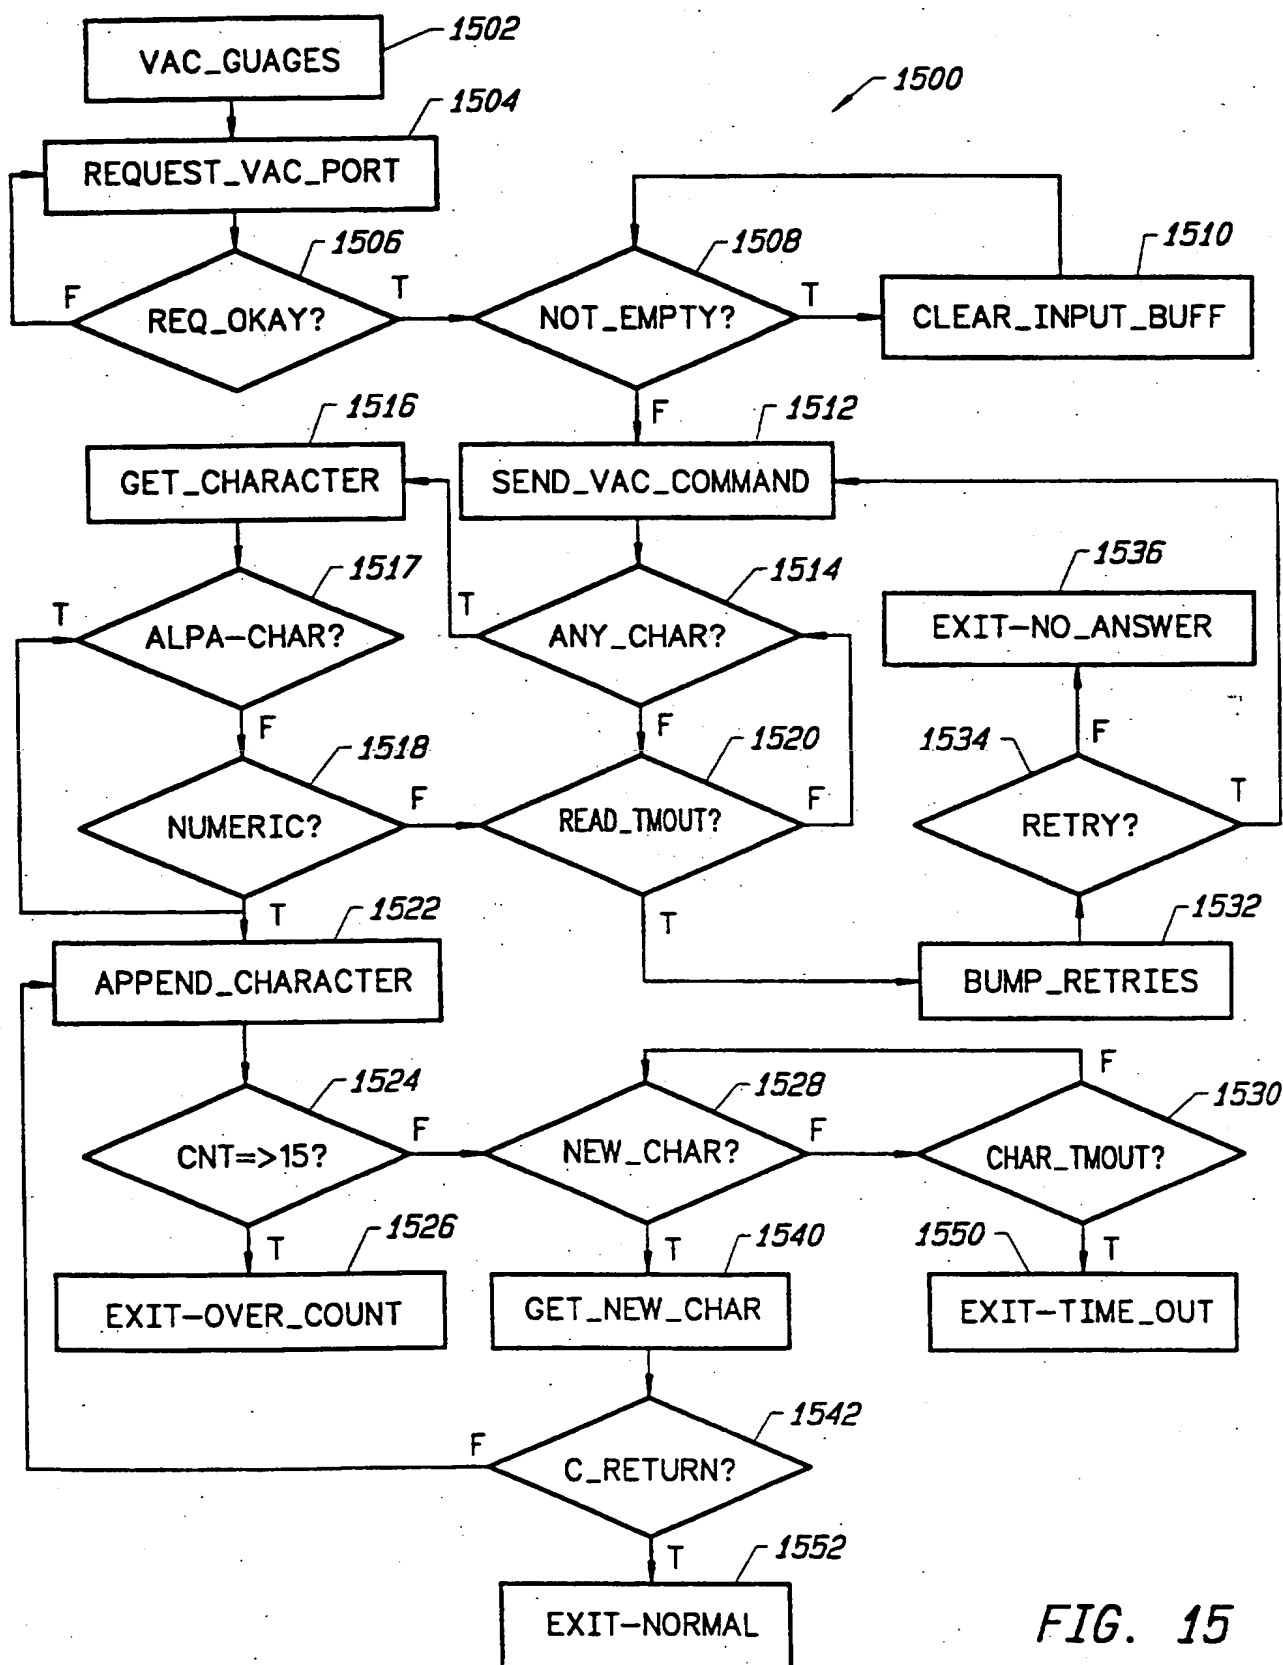 1502
VAC_GUAGES
1500
1504
REQUEST_VAC_PORT
1506
1508
1510
F
REQ_OKAY?
T
NOT_EMPTY?
T
CLEAR_INPUT_BUFF
F
1516
1512
GET_CHARACTER
SEND_VAC_COMMAND
1517
1514
1536
T
ALPA-CHAR?
T
ANY_CHAR?
EXIT-NO_ANSWER
F
F
F
1518
1520
1534
NUMERIC?
F
READ_TMOUT?
F
RETRY?
T
T
T
1522
1532
APPEND_CHARACTER
BUMP_RETRIES
1524
1528
F
1530
CNT=>15?
F
NEW_CHAR?
F
CHAR_TMOUT?
T
1526
T
1540
1550
T
EXIT-OVER_COUNT
GET_NEW_CHAR
EXIT-TIME_OUT
1542
F
C_RETURN?
T
1552
EXIT-NORMAL
FIG. 15